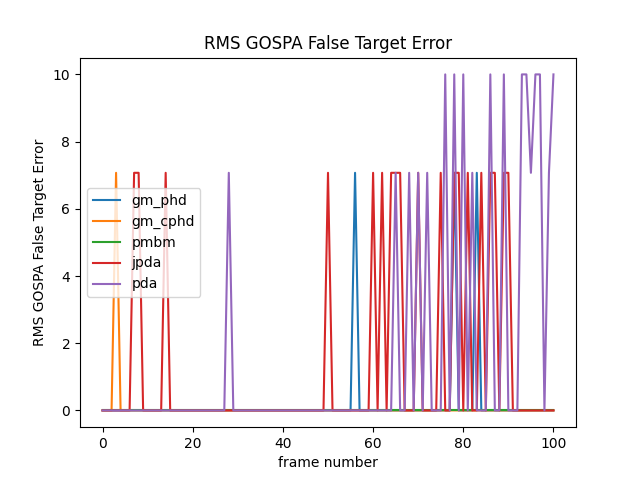 RMS GOSPA False Target Error
RMS GOSPA False Target Error
10
8
6
4
2
0
gm_phd
gm_cphd
pmbm
jpda
pda
0 20 40 60 80 100
frame number